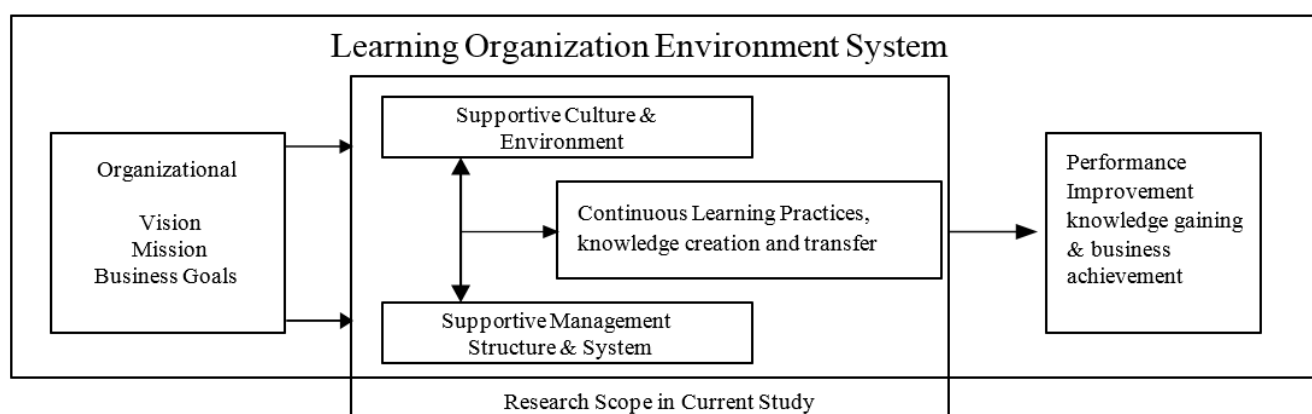 Learning Organization Environment System
Organizational
Vision
Mission
Business Goals
Supportive Culture &
Environment
Continuous Learning Practices,
knowledge creation and transfer
Supportive Management
Structure & System
Performance
Improvement
knowledge gaining
& business
achievement
Research Scope in Current Study